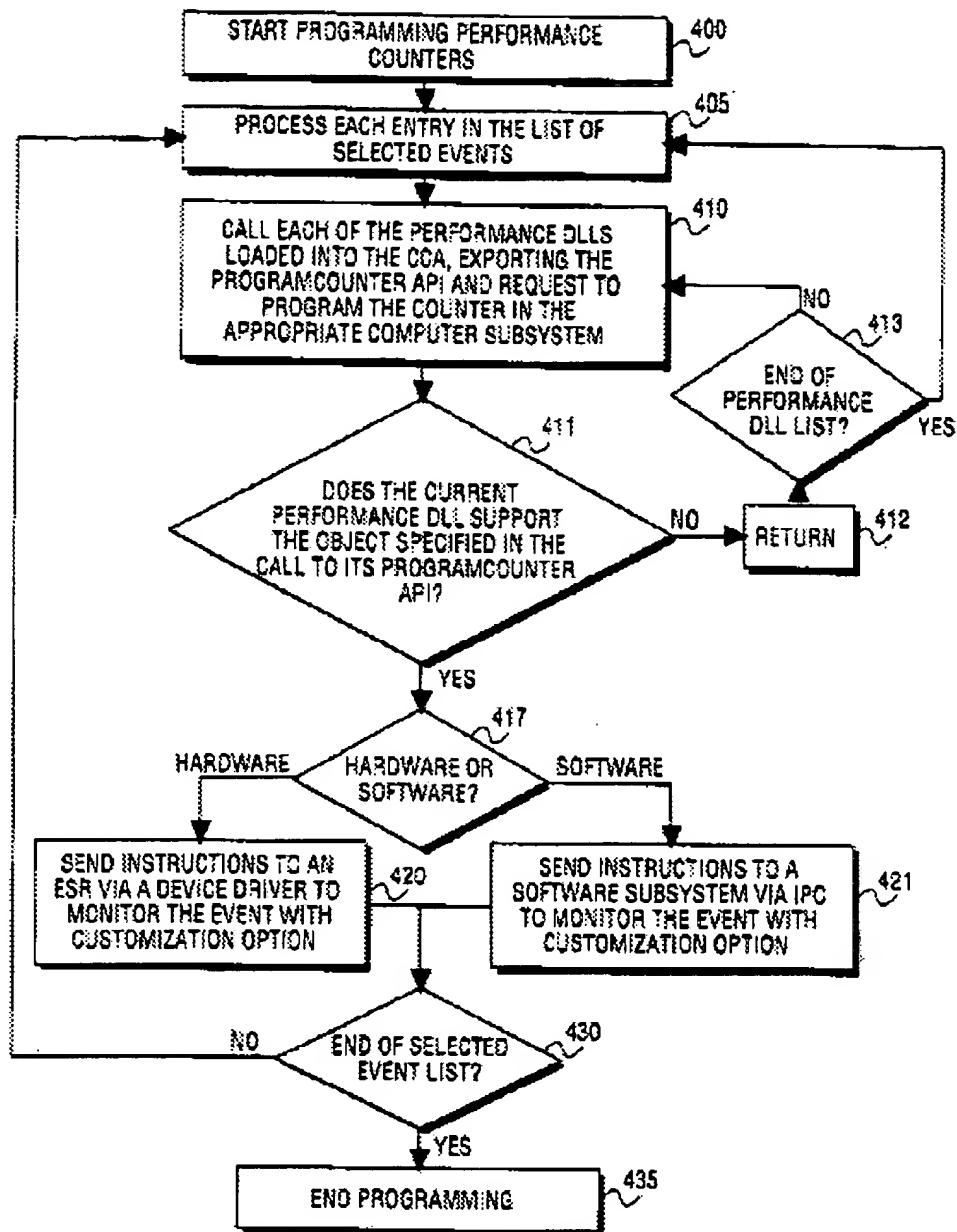 START PROGRAMMING PERFORMANCE
COUNTERS
400
PROCESS EACH ENTRY IN THE LIST OF
SELECTED EVENTS
405
CALL EACH OF THE PERFORMANCE DLLS
LOADED INTO THE CCA, EXPORTING THE
PROGRAMCOUNTER API AND REQUEST TO
PROGRAM THE COUNTER IN THE
APPROPRIATE COMPUTER SUBSYSTEM
410
NO
413
END OF
PERFORMANCE
DLL LIST?
YES
411
DOES THE CURRENT
PERFORMANCE DLL SUPPORT
THE OBJECT SPECIFIED IN THE
CALL TO ITS PROGRAMCOUNTER
API?
NO
RETURN
412
YES
417
HARDWARE
HARDWARE OR
SOFTWARE?
SOFTWARE
SEND INSTRUCTIONS TO AN
ESR VIA A DEVICE DRIVER TO
MONITOR THE EVENT WITH
CUSTOMIZATION OPTION
420
SEND INSTRUCTIONS TO A
SOFTWARE SUBSYSTEM VIA IPC
TO MONITOR THE EVENT WITH
CUSTOMIZATION OPTION
421
NO
END OF SELECTED
EVENT LIST?
430
YES
END PROGRAMMING
435